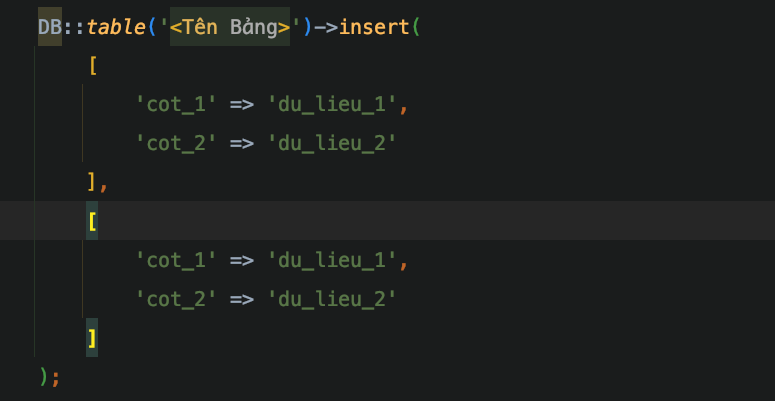 DB::table('<Tên Bảng>')->insert(
[
'cot_1' => 'du_lieu_1',
'cot_2' => 'du_lieu_2'
],
[
'cot_1' => 'du_lieu_1',
'cot_2' => 'du_lieu_2'
]
);